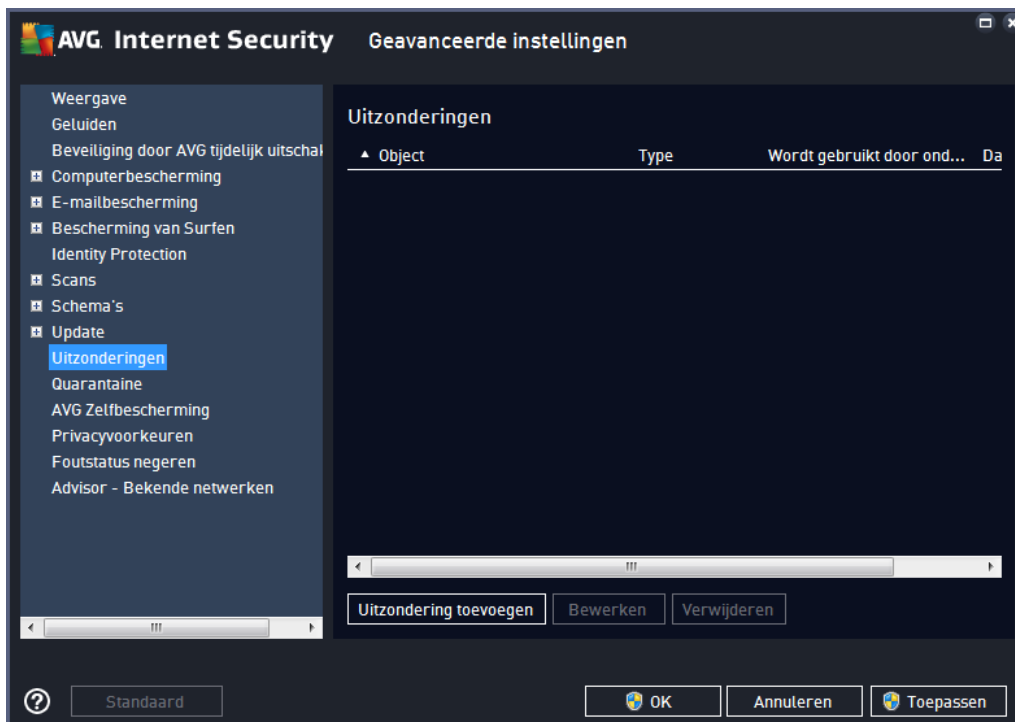 AVG. Internet Security Geavanceerde instellingen
Weergave
Geluiden
Beveiliging door AVG tijdelijk uitschak
Computerbescherming
E-mailbescherming
Bescherming van Surfen
Identity Protection
Scans
Schema's
Update
Uitzonderingen
Quarantaine
AVG Zelfbescherming
Privacyvoorkeuren
Foutstatus negeren
Advisor - Bekende netwerken
Uitzonderingen
Object Type Wordt gebruikt door ond... Da
Uitzondering toevoegen Bewerken Verwijderen
? Standaard OK Annuleren Toepassen